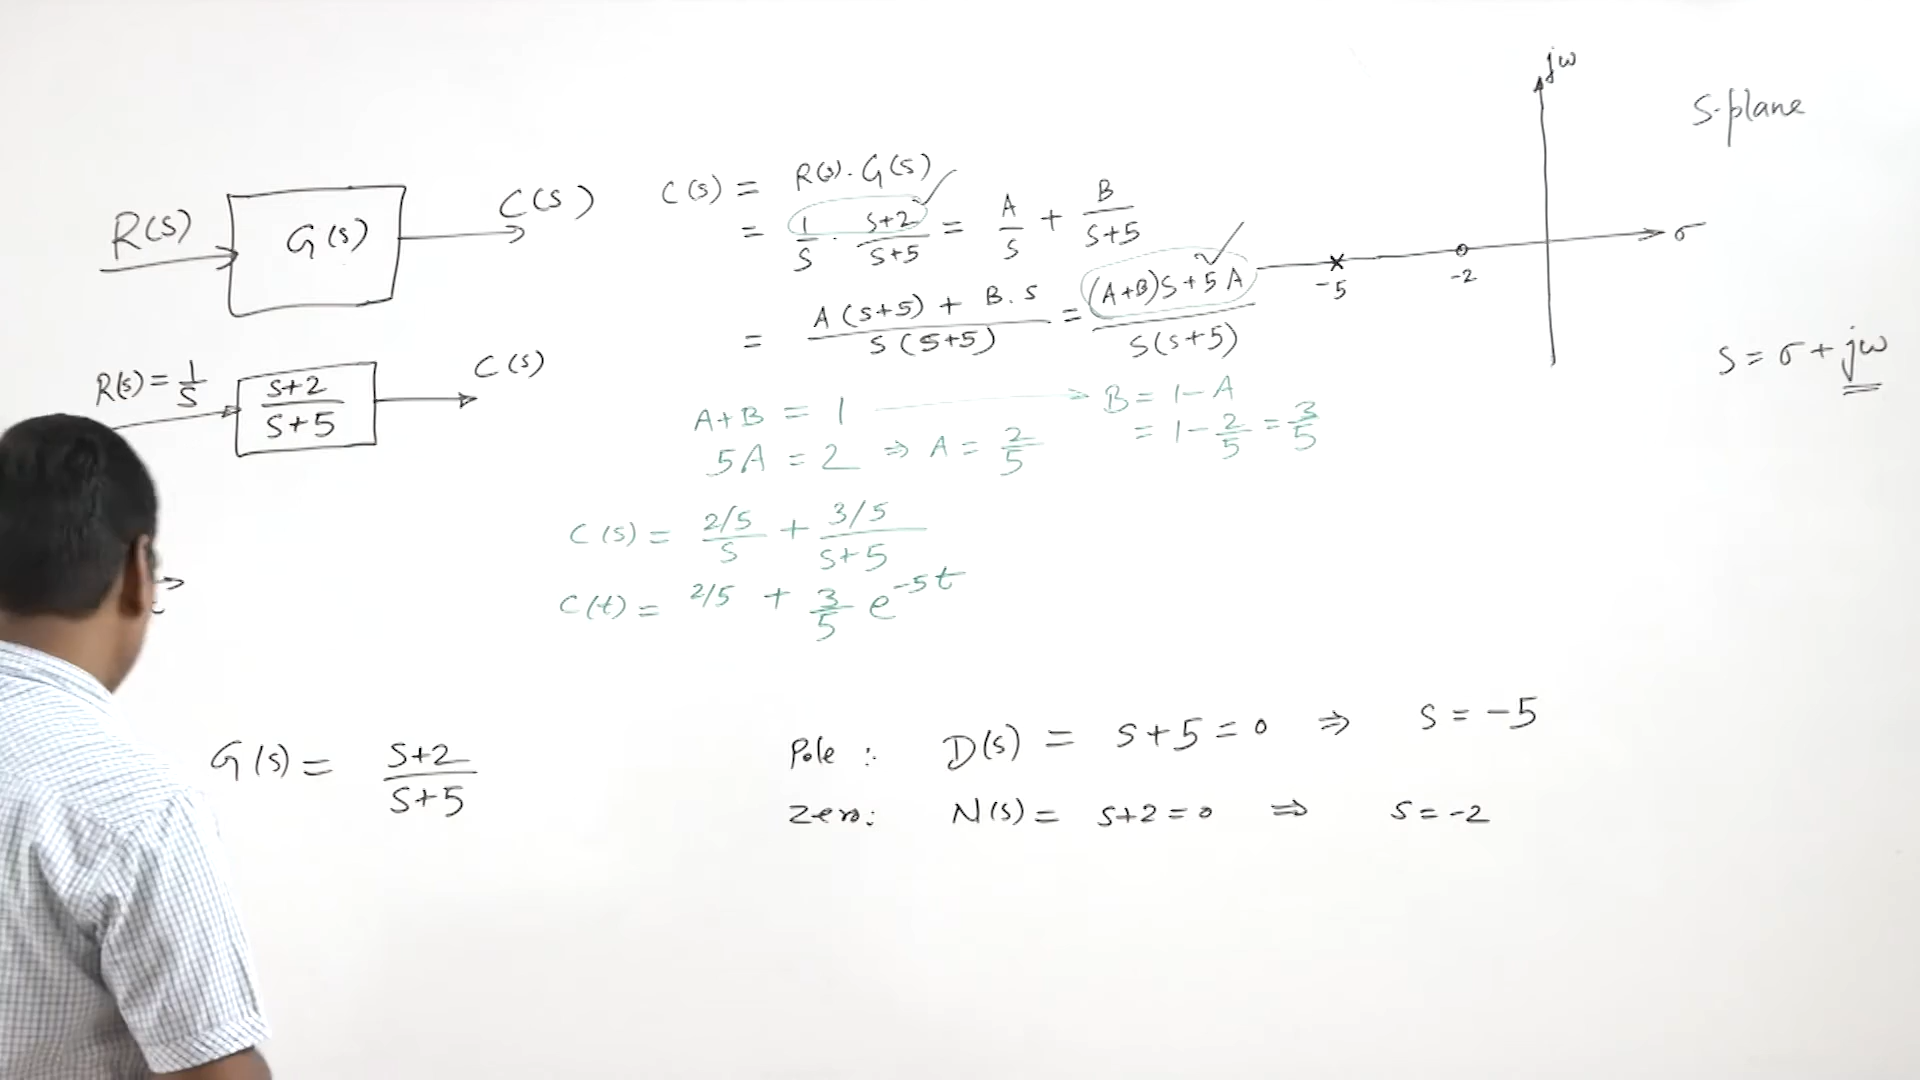 R(s) G(s) C(s)
R(s) = 1/s s+2/s+5 C(s)
C(s) = R(s) . G(s)
= 1/s . s+2/s+5 = A/s + B/s+5
= A(s+5) + B.s / s(s+5) = (A+B)s+5A / s(s+5)
A+B = 1 → B = 1-A
5A = 2 ⇒ A = 2/5 = 1- 2/5 = 3/5
C(s) = 2/5/s + 3/5/s+5
C(t) = 2/5 + 3/5 e^-5t
jω
S-plane
σ
-5 -2
S = σ + jω
G(s) = s+2/s+5
Pole : D(s) = s+5 = 0 ⇒ s = -5
Zero: N(s) = s+2 = 0 ⇒ s = -2